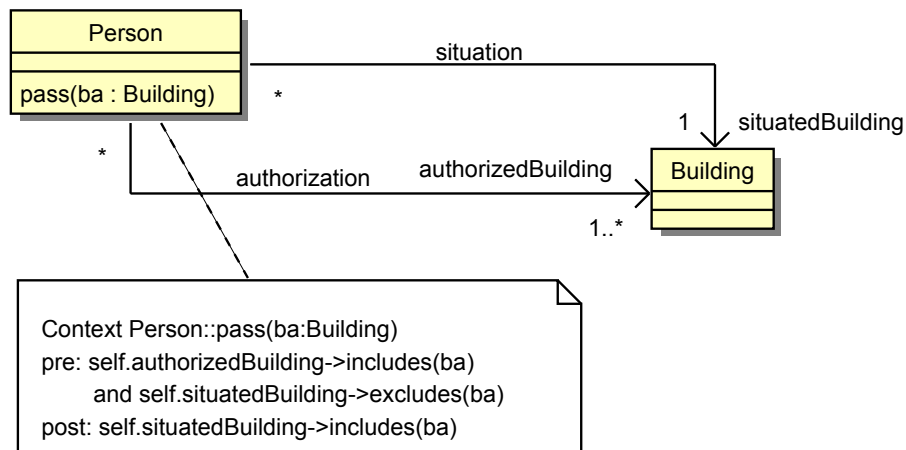 Person
situation
pass(ba : Building)
*
1
situatedBuilding
*
Building
authorization
authorizedBuilding
1..*
Context Person::pass(ba:Building)
pre: self.authorizedBuilding->includes(ba)
and self.situatedBuilding->excludes(ba)
post: self.situatedBuilding->includes(ba)